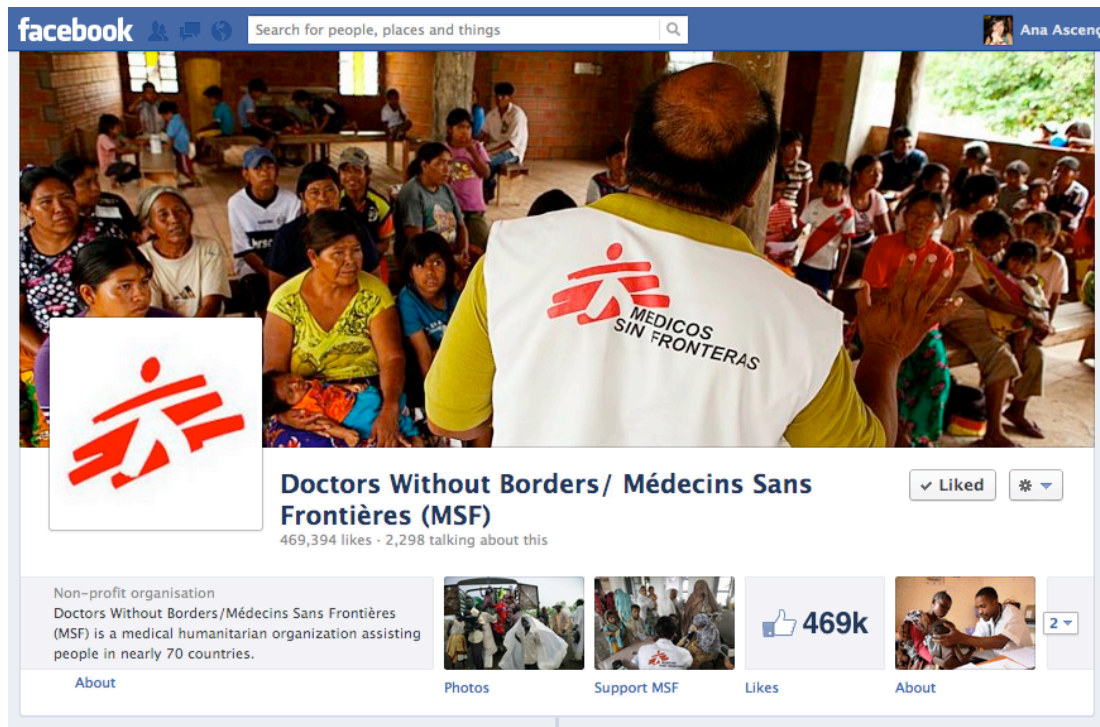 facebook
Search for people, places and things
Ana Ascenç
MEDICOS
SIN FRONTERAS
Doctors Without Borders/ Médecins Sans
Frontières (MSF)
Liked
469,394 likes · 2,298 talking about this
Non-profit organisation
Doctors Without Borders/Médecins Sans Frontières
(MSF) is a medical humanitarian organization assisting
people in nearly 70 countries.
469k
2
About
Photos
Support MSF
Likes
About